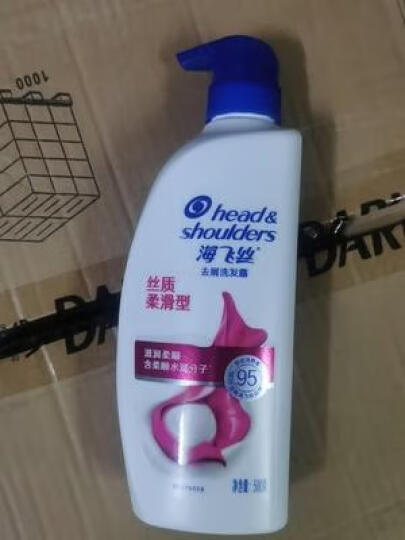 1000
head&
shoulders
海飞丝
去屑洗发露
丝质
柔滑型
滋润柔顺
含柔顺水润分子
95
净含量:
DAR